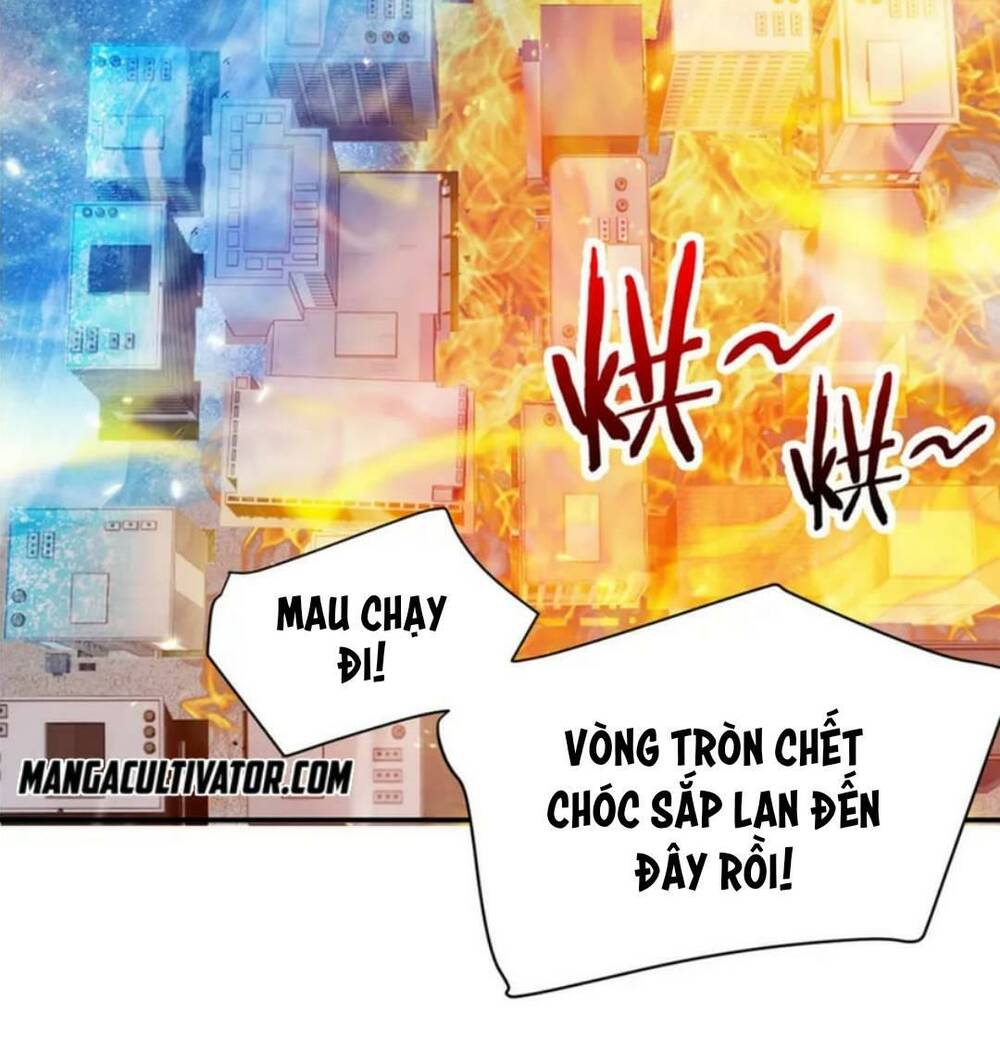 MAU CHẠY
ĐI!
VÒNG TRÒN CHẾT
CHÓC SẮP LAN ĐẾN
ĐÂY RỒI!
MANGACULTIVATOR.COM